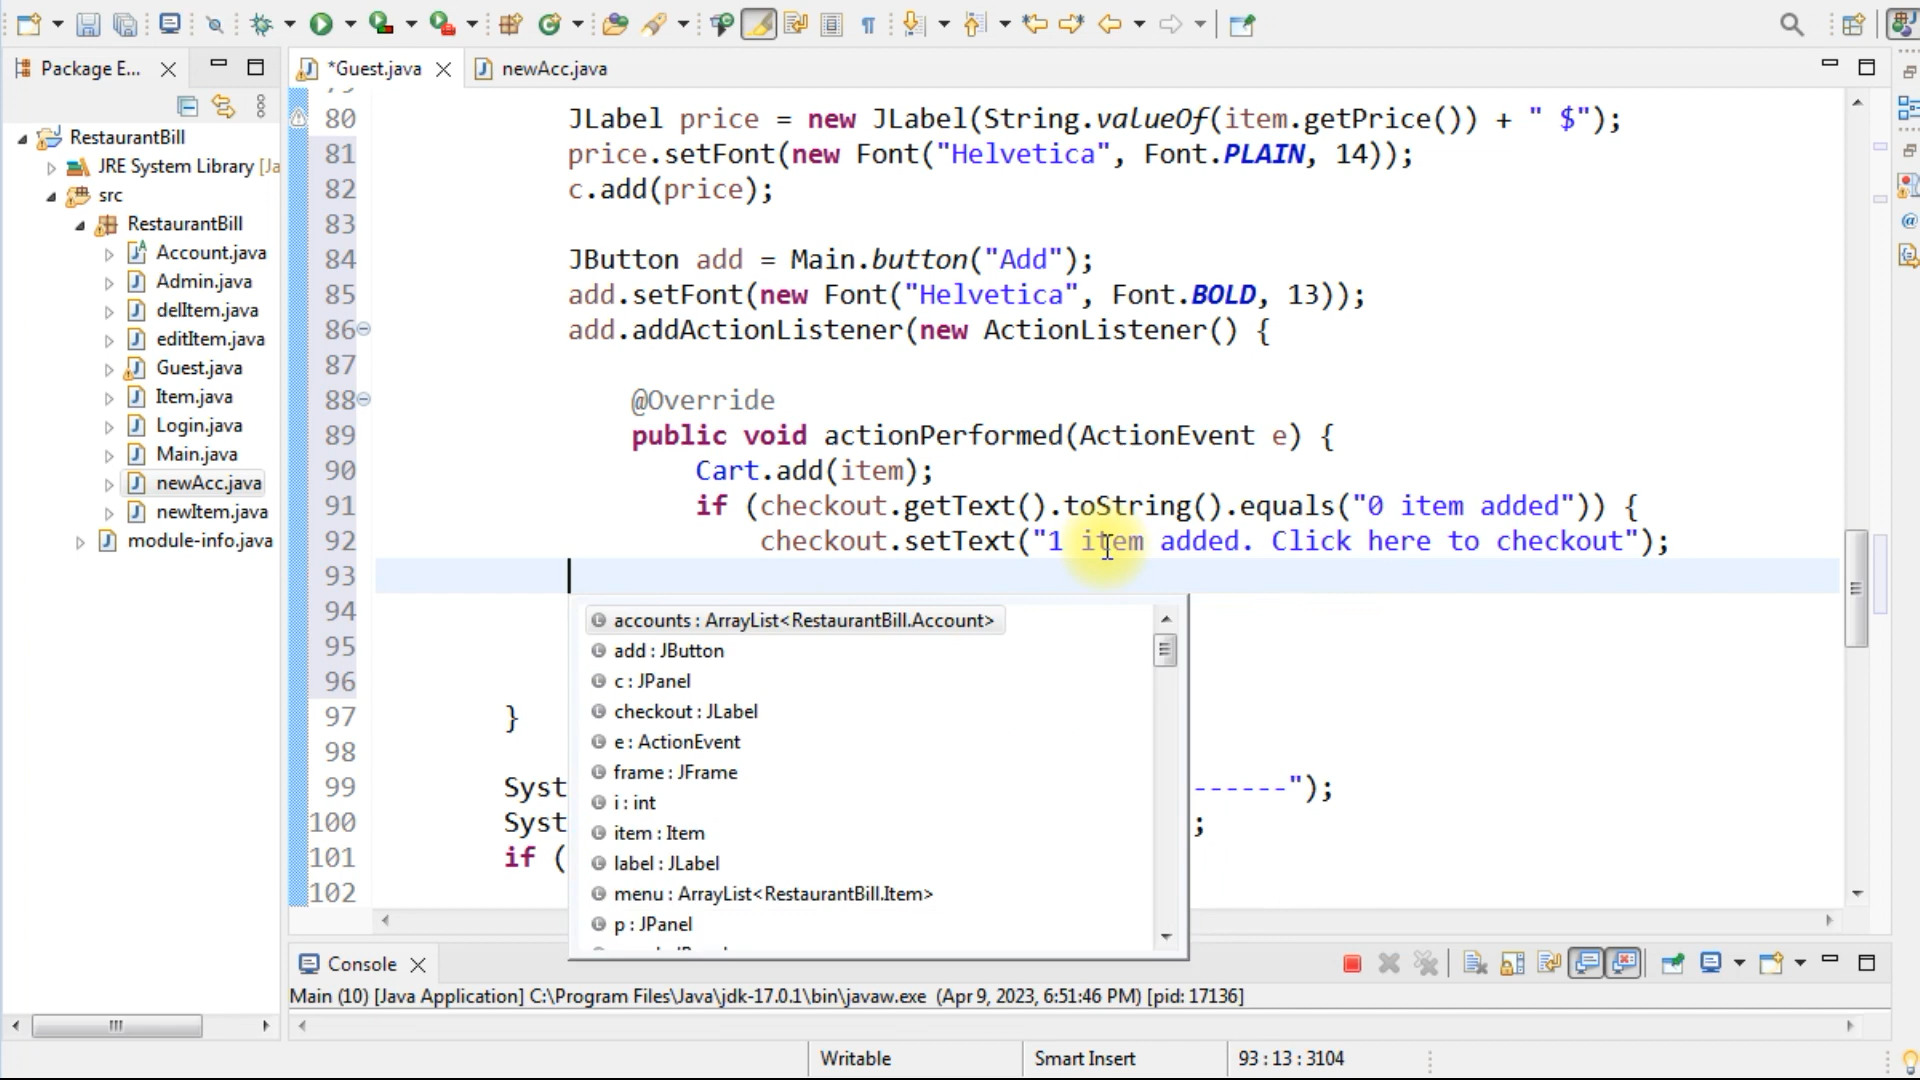 Package E...
*Guest.java
newAcc.java
RestaurantBill
JRE System Library [Ja
src
RestaurantBill
Account.java
Admin.java
delItem.java
editItem.java
Guest.java
Item.java
Login.java
Main.java
newAcc.java
newItem.java
module-info.java
80 JLabel price = new JLabel(String.valueOf(item.getPrice()) + " $");
81 price.setFont(new Font("Helvetica", Font.PLAIN, 14));
82 c.add(price);
83
84 JButton add = Main.button("Add");
85 add.setFont(new Font("Helvetica", Font.BOLD, 13));
86 add.addActionListener(new ActionListener() {
87
88 @Override
89 public void actionPerformed(ActionEvent e) {
90 Cart.add(item);
91 if (checkout.getText().toString().equals("0 item added")) {
92 checkout.setText("1 item added. Click here to checkout");
93
94
95
96
97 }
98
99 Syst ------");
100 Syst ;
101 if (
102
accounts : ArrayList<RestaurantBill.Account>
add : JButton
c : JPanel
checkout : JLabel
e : ActionEvent
frame : JFrame
i : int
item : Item
label : JLabel
menu : ArrayList<RestaurantBill.Item>
p : JPanel
Console
Main (10) [Java Application] C:\Program Files\Java\jdk-17.0.1\bin\javaw.exe (Apr 9, 2023, 6:51:46 PM) [pid: 17136]
Writable
Smart Insert
93 : 13 : 3104